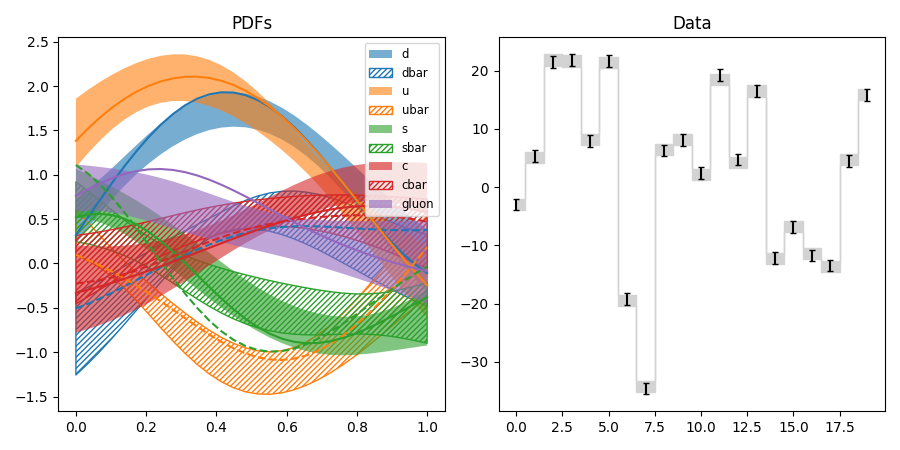 PDFs
2.5
2.0
1.5
1.0
0.5
0.0
−0.5
−1.0
−1.5
0.0 0.2 0.4 0.6 0.8 1.0
d
dbar
u
ubar
s
sbar
c
cbar
gluon
Data
20
10
0
−10
−20
−30
0.0 2.5 5.0 7.5 10.0 12.5 15.0 17.5